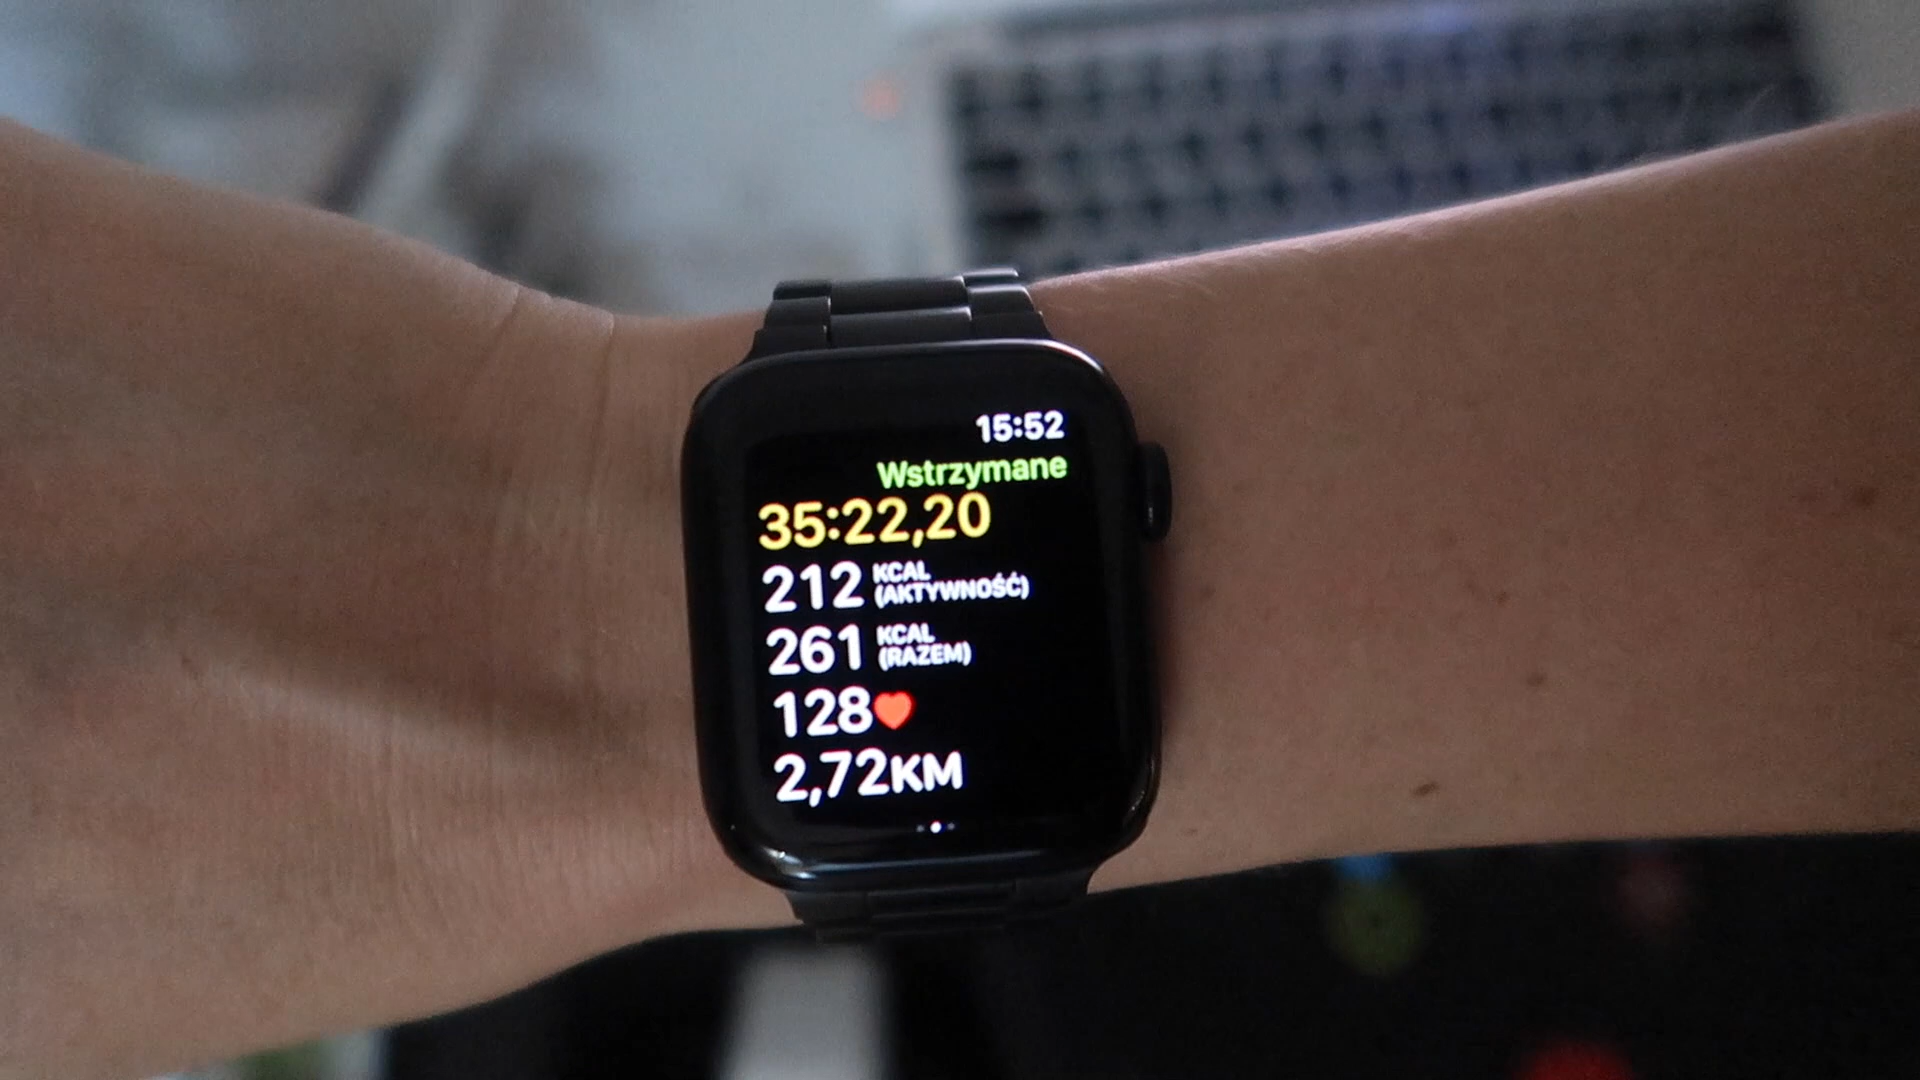 15:52
Wstrzymane
35:22,20
212 KCAL (AKTYWNOŚĆ)
261 KCAL (RAZEM)
128
2,72KM